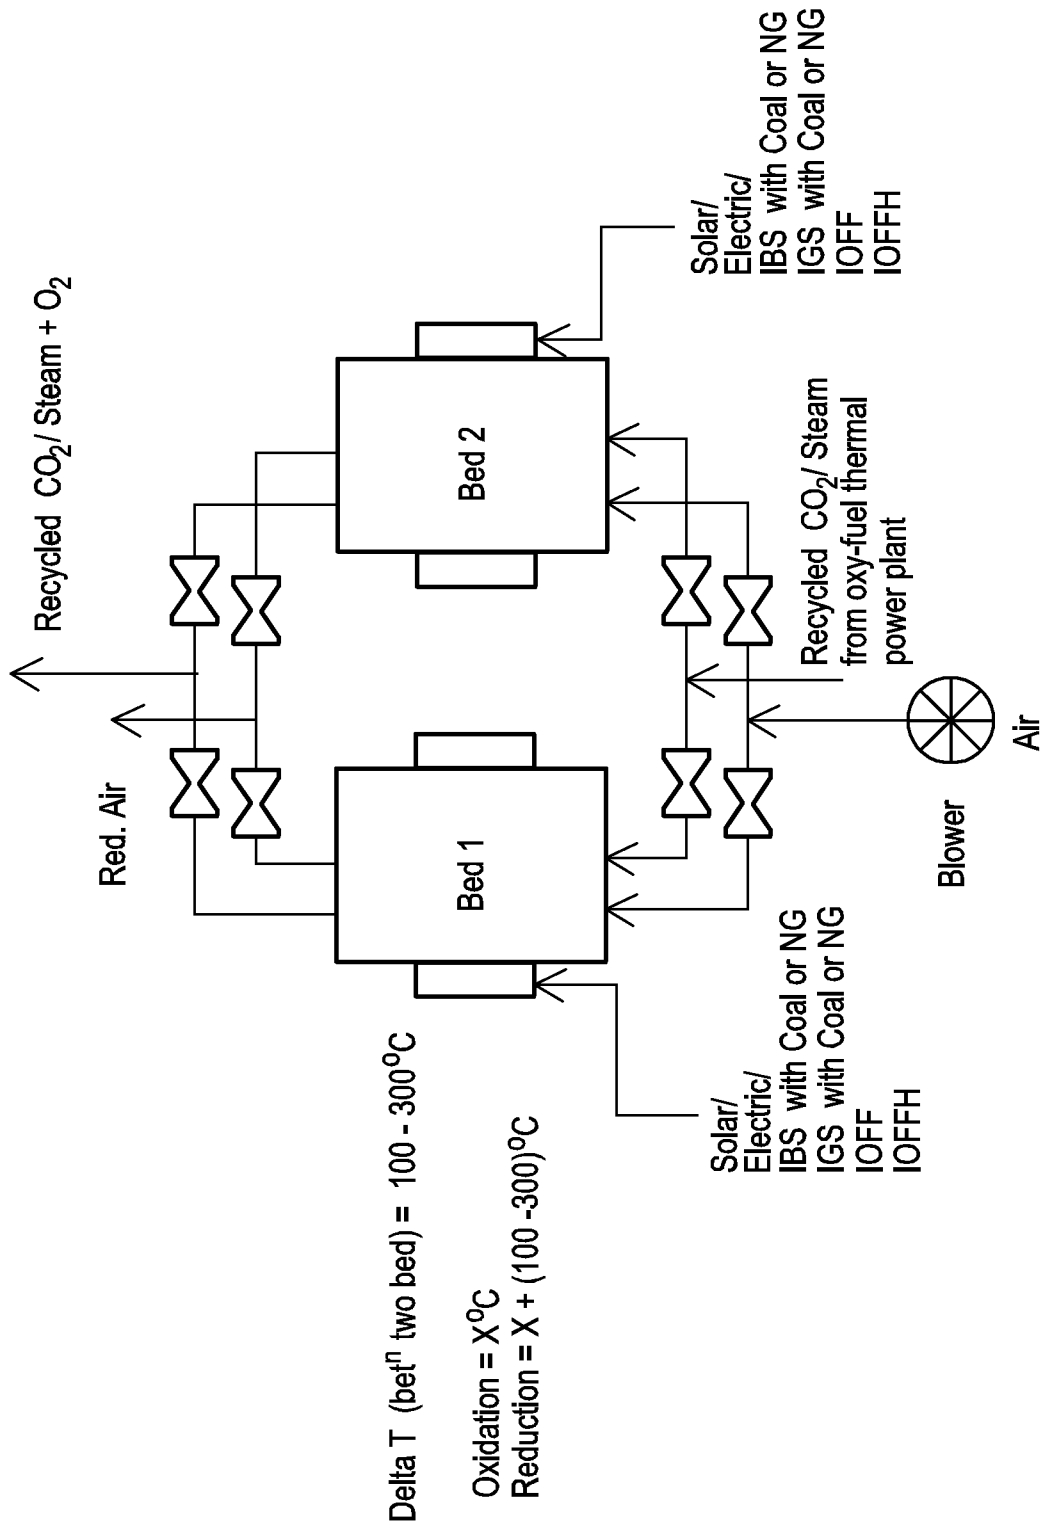 Recycled CO2/ Steam + O2
Red. Air
Bed 1
Bed 2
Delta T (betn two bed) = 100 - 300oC
Oxidation = XoC
Reduction = X + (100 -300)oC
Solar/
Electric/
IBS with Coal or NG
IGS with Coal or NG
IOFF
IOFFH
Solar/
Electric/
IBS with Coal or NG
IGS with Coal or NG
IOFF
IOFFH
Recycled CO2/ Steam
from oxy-fuel thermal
power plant
Blower
Air